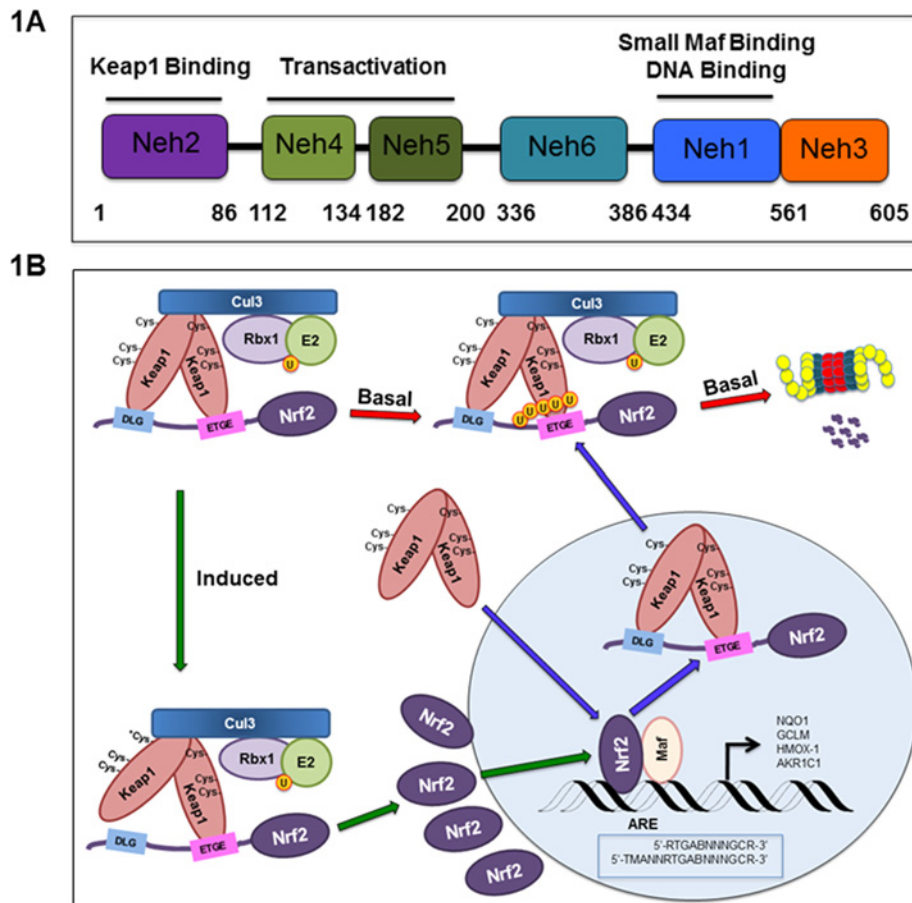 1A
Keap1 Binding
Transactivation
Small Maf Binding
DNA Binding
Neh2
Neh4
Neh5
Neh6
Neh1
Neh3
1 86 112 134 182 200 336 386 434 561 605
1B
Cul3
Cys
Cys
Cys
Cys
Cys
Cys
Keap1
Keap1
Rbx1
E2
U
DLG
ETGE
Nrf2
Basal
Cul3
Cys
Cys
Cys
Cys
Cys
Cys
Keap1
Keap1
Rbx1
E2
U
U U U U U
DLG
ETGE
Nrf2
Basal
Induced
Cys
Cys
Cys
Cys
Cys
Cys
Keap1
Keap1
Cys
Cys
Cys
Cys
Cys
Cys
Keap1
Keap1
DLG
ETGE
Nrf2
Cul3
*Cys
Cys
Cys
Cys
Cys
Cys
Keap1
Keap1
Rbx1
E2
U
DLG
ETGE
Nrf2
Nrf2
Nrf2
Nrf2
Nrf2
Nrf2
Maf
NQO1
GCLM
HMOX-1
AKR1C1
ARE
5'-RTGABNNNGCR-3'
5'-TMANNRTGABNNNGCR-3'